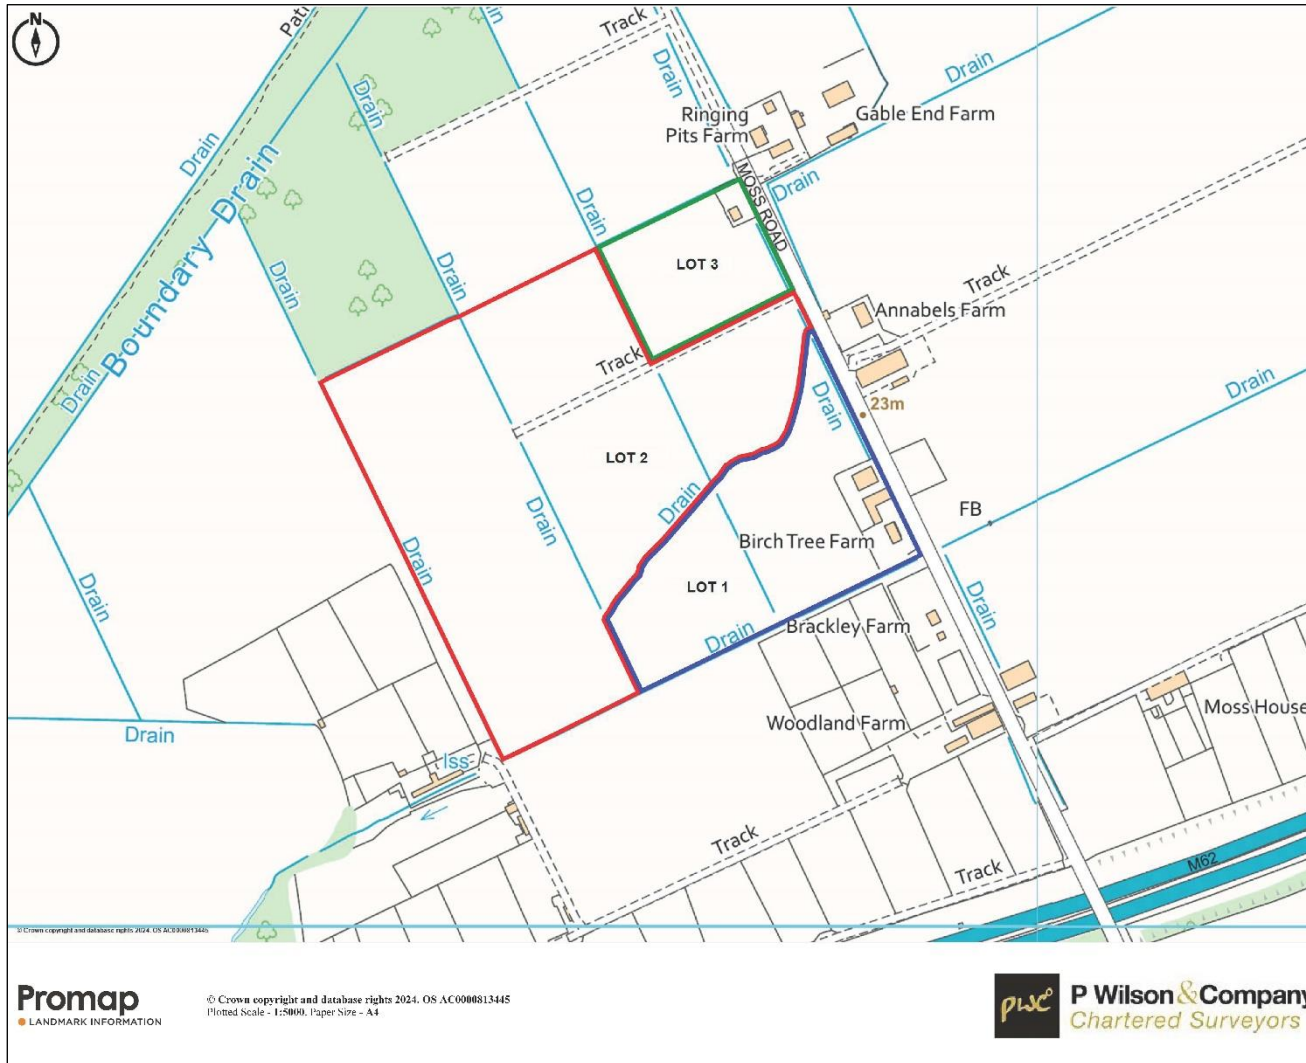 N
Path
Drain
Track
Drain
Drain
Drain
Ringing
Pits Farm
Gable End Farm
Drain
Boundary Drain
MOSS ROAD
Drain
Drain
Drain
LOT 3
Drain
Track
Annabels Farm
Track
Drain
Drain
23m
Drain
LOT 2
Drain
Drain
Drain
FB
Birch Tree Farm
Drain
LOT 1
Drain
Drain
Brackley Farm
Woodland Farm
Moss House
Drain
Iss
Track
Track
M62
© Crown copyright and database rights 2024. OS AC0000813445
Promap
LANDMARK INFORMATION
© Crown copyright and database rights 2024. OS AC0000813445
Plotted Scale - 1:5000. Paper Size - A4
pwc
P Wilson & Company
Chartered Surveyors